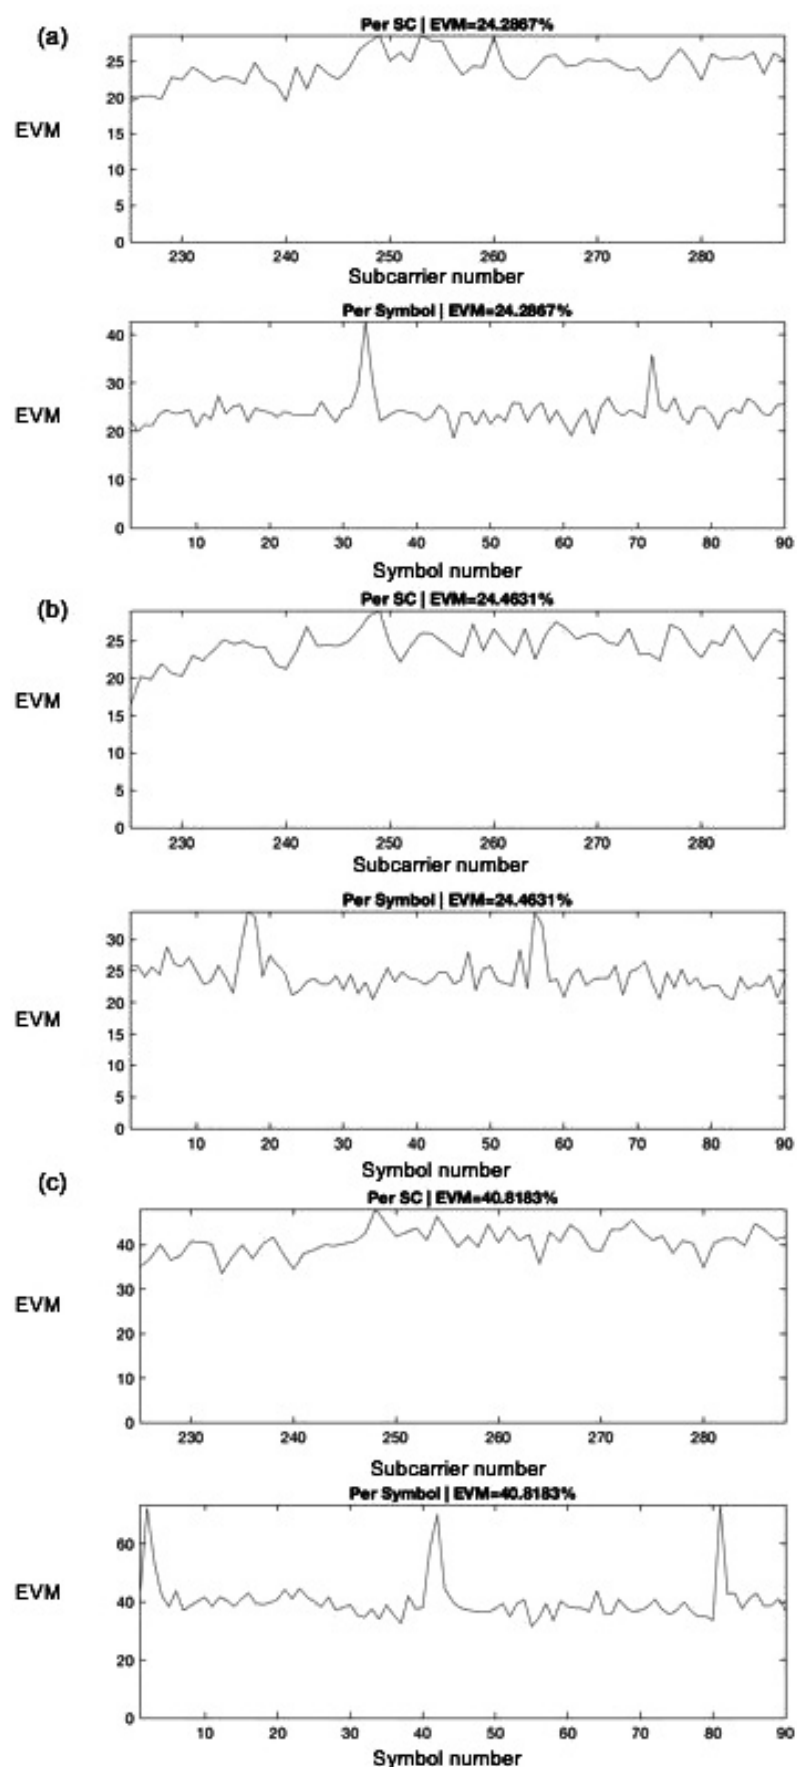 (a)
Per SC | EVM=24.2867%
25
20
15
10
5
0
EVM
230 240 250 260 270 280
Subcarrier number
Per Symbol | EVM=24.2867%
40
30
20
10
0
EVM
10 20 30 40 50 60 70 80 90
Symbol number
(b)
Per SC | EVM=24.4631%
25
20
15
10
5
0
EVM
230 240 250 260 270 280
Subcarrier number
Per Symbol | EVM=24.4631%
30
25
20
15
10
5
0
EVM
10 20 30 40 50 60 70 80 90
Symbol number
(c)
Per SC | EVM=40.8183%
40
30
20
10
0
EVM
230 240 250 260 270 280
Subcarrier number
Per Symbol | EVM=40.8183%
60
40
20
0
EVM
10 20 30 40 50 60 70 80 90
Symbol number